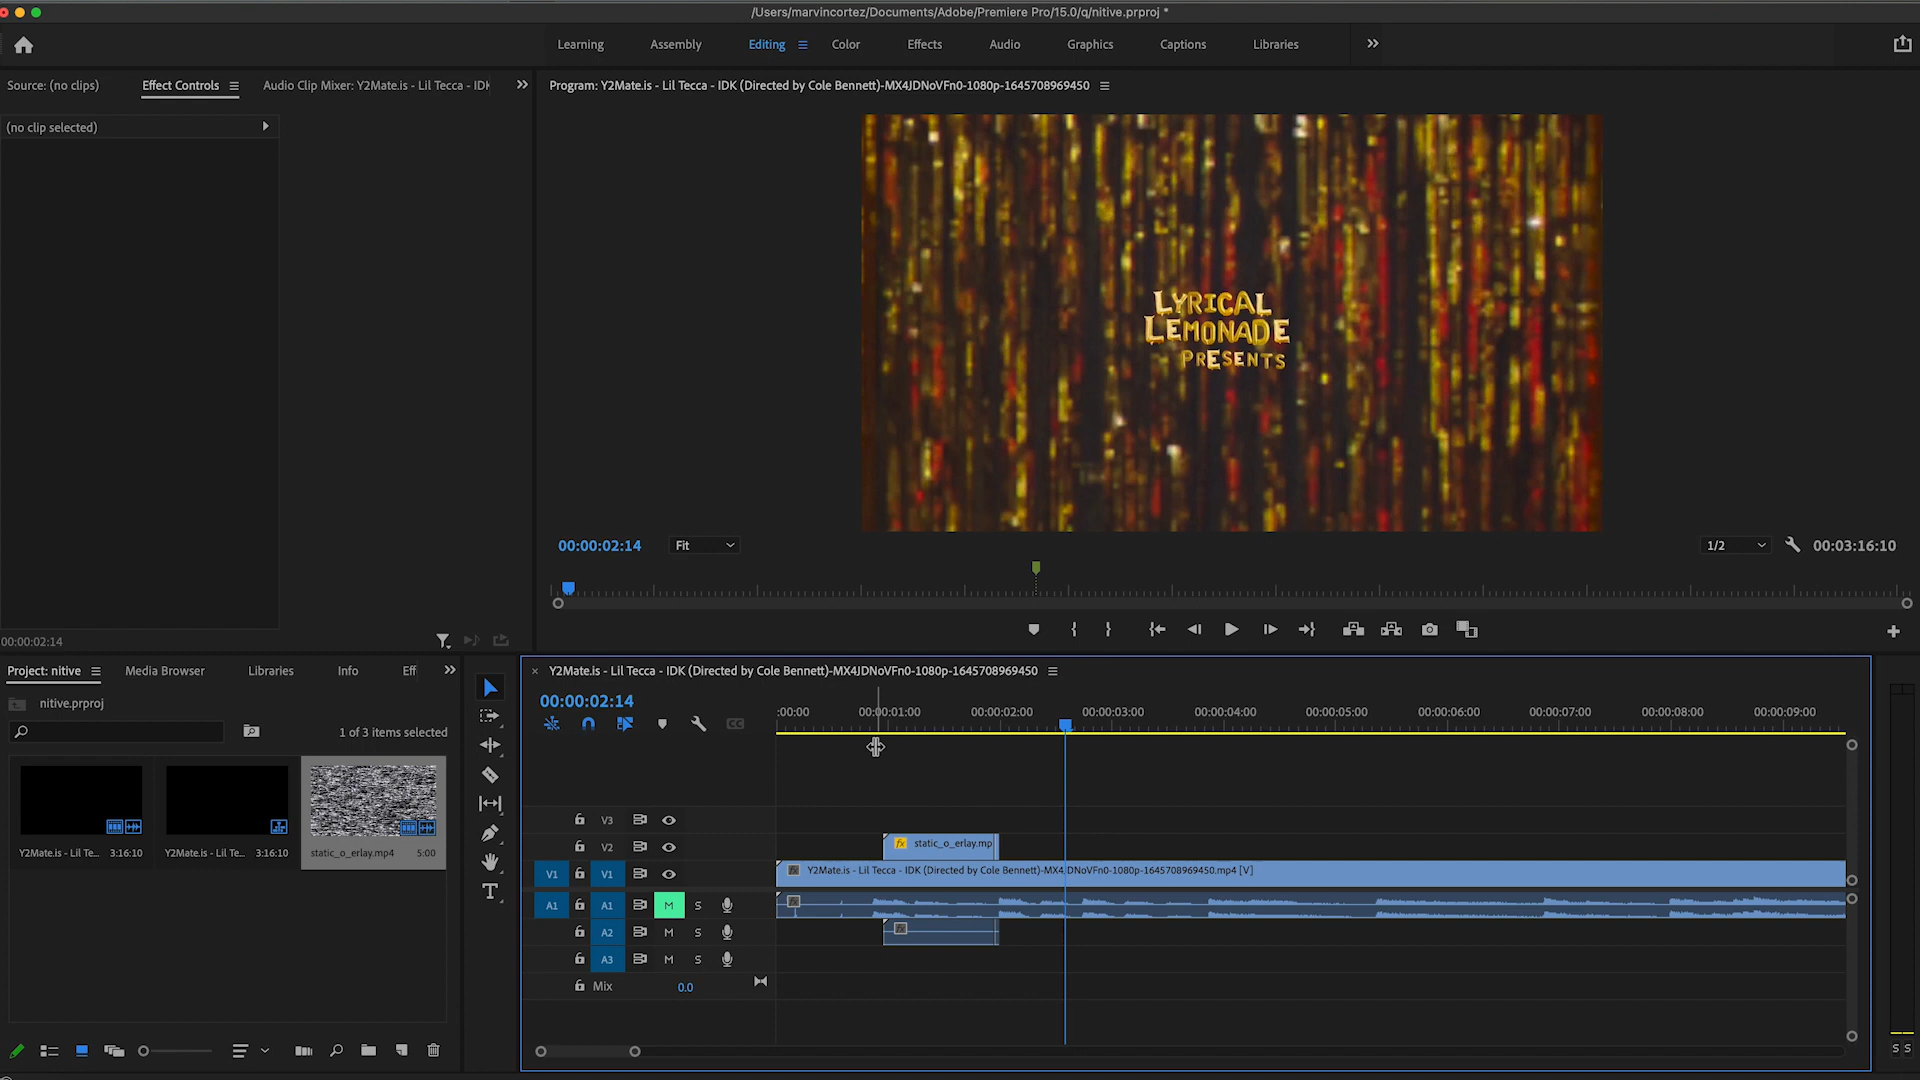 /Users/marvincortez/Documents/Adobe/Premiere Pro/15.0/q/nitive.prproj *
Learning Assembly Editing Color Effects Audio Graphics Captions Libraries
Source: (no clips) Effect Controls Audio Clip Mixer: Y2Mate.is - Lil Tecca - IDK
Program: Y2Mate.is - Lil Tecca - IDK (Directed by Cole Bennett)-MX4JDNoVFn0-1080p-1645708969450
(no clip selected)
LYRICAL
LEMONADE
PRESENTS
00:00:02:14 Fit 1/2 00:03:16:10
00:00:02:14
Project: nitive Media Browser Libraries Info Eff
nitive.prproj
1 of 3 items selected
Y2Mate.is - Lil Te... 3:16:10
Y2Mate.is - Lil Te... 3:16:10
static_o_erlay.mp4 5:00
Y2Mate.is - Lil Tecca - IDK (Directed by Cole Bennett)-MX4JDNoVFn0-1080p-1645708969450
00:00:02:14
:00:00 00:00:01:00 00:00:02:00 00:00:03:00 00:00:04:00 00:00:05:00 00:00:06:00 00:00:07:00 00:00:08:00 00:00:09:00
CC
V3
V2 fx static_o_erlay.mp
V1 V1 fx Y2Mate.is - Lil Tecca - IDK (Directed by Cole Bennett)-MX4JDNoVFn0-1080p-1645708969450.mp4 [V]
A1 A1 M S fx
A2 M S fx
A3 M S
Mix 0.0
S S